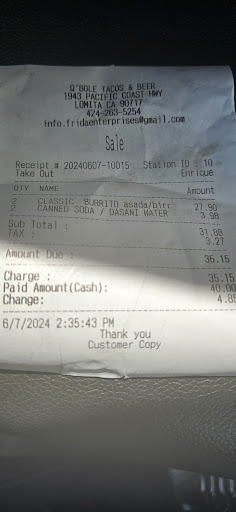 Q'BOLE TACOS & BEER
1943 PACIFIC COAST HWY
LOMITA CA 90717
424-263-5254
info.fridaenterprises@gmail.com
Sale
Receipt # 20240607-10015 Station ID : 10
Take Out Enrique
QTY NAME Amount
2 CLASSIC BURRITO asada/birr 27.90
2 CANNED SODA / DASANI WATER 3.98
Sub Total : 31.88
TAX : 3.27
Amount Due : 35.15
Charge : 35.15
Paid Amount(Cash): 40.00
Change: 4.85
6/7/2024 2:35:43 PM
Thank you
Customer Copy